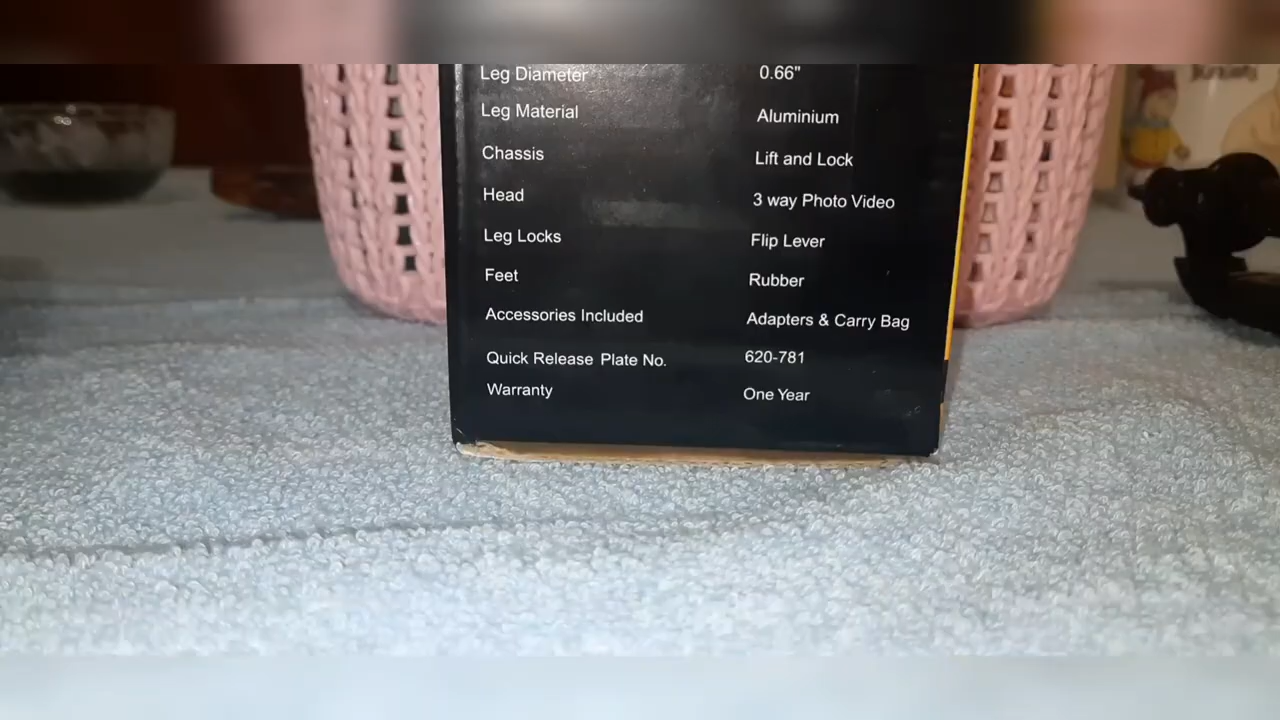 Leg Diameter 0.66"
Leg Material Aluminium
Chassis Lift and Lock
Head 3 way Photo Video
Leg Locks Flip Lever
Feet Rubber
Accessories Included Adapters & Carry Bag
Quick Release Plate No. 620-781
Warranty One Year